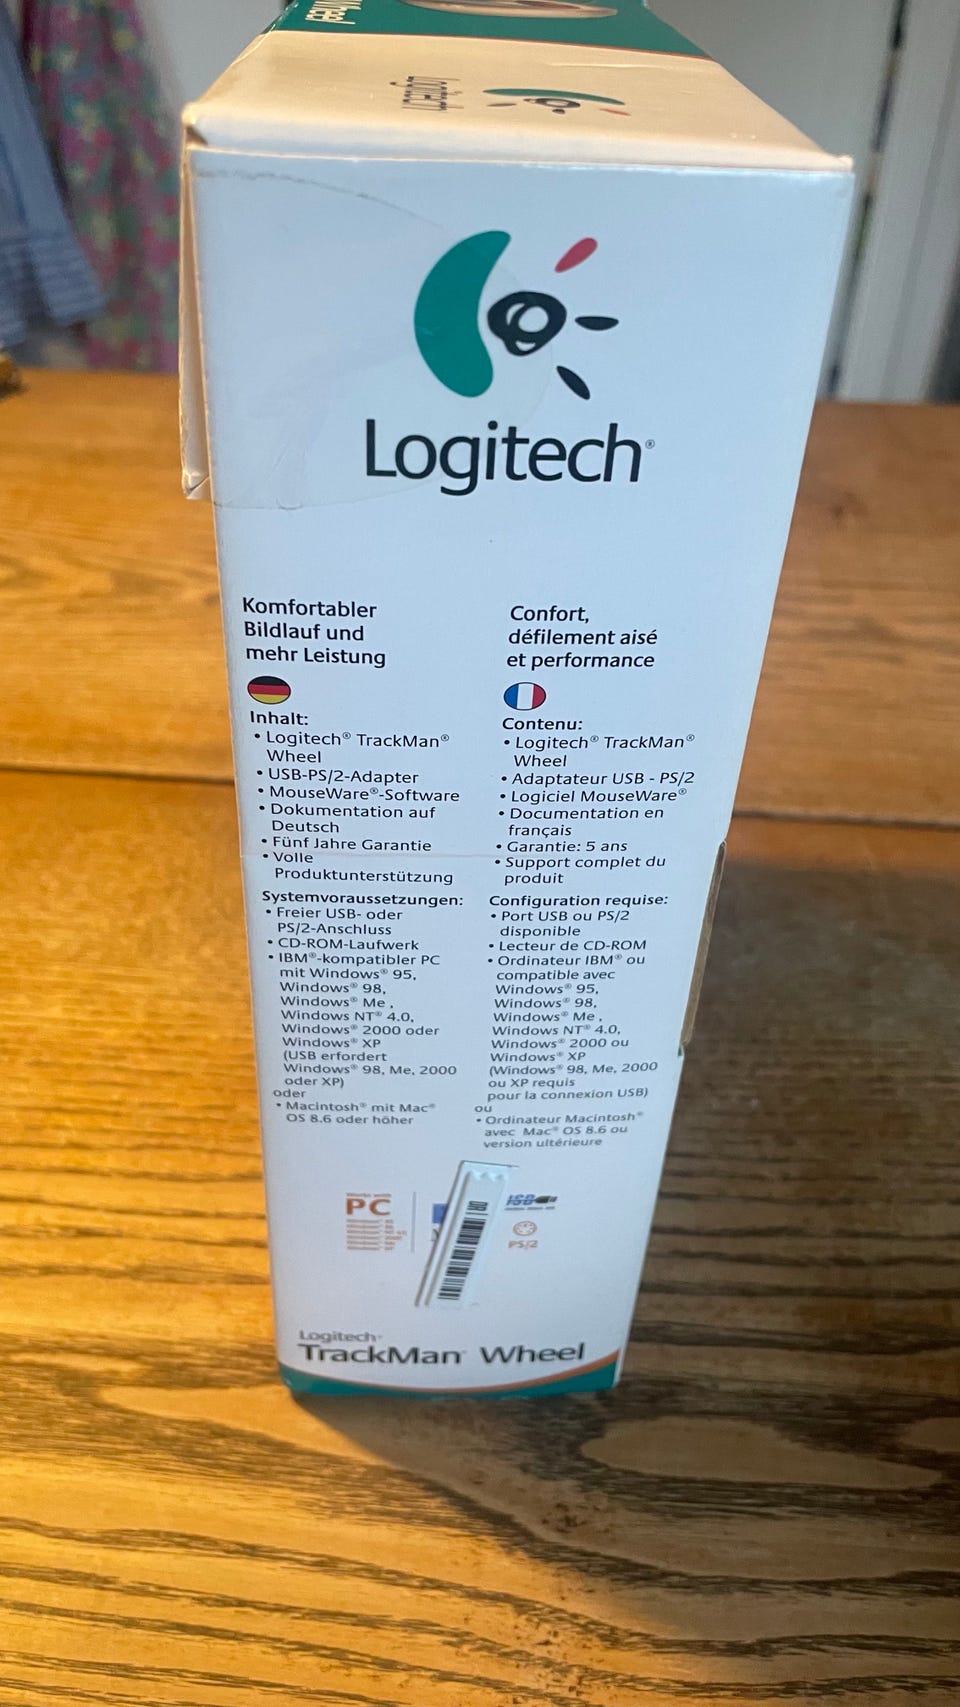 Wheel
Logitech
Logitech®
Komfortabler
Bildlauf und
mehr Leistung
Inhalt:
• Logitech® TrackMan®
Wheel
• USB-PS/2-Adapter
• MouseWare®-Software
• Dokumentation auf
Deutsch
• Fünf Jahre Garantie
• Volle
Produktunterstützung
Systemvoraussetzungen:
• Freier USB- oder
PS/2-Anschluss
• CD-ROM-Laufwerk
• IBM®-kompatibler PC
mit Windows® 95,
Windows® 98,
Windows® Me ,
Windows NT® 4.0,
Windows® 2000 oder
Windows® XP
(USB erfordert
Windows® 98, Me, 2000
oder XP)
oder
• Macintosh® mit Mac®
OS 8.6 oder höher
Confort,
défilement aisé
et performance
Contenu:
• Logitech® TrackMan®
Wheel
• Adaptateur USB - PS/2
• Logiciel MouseWare®
• Documentation en
français
• Garantie: 5 ans
• Support complet du
produit
Configuration requise:
• Port USB ou PS/2
disponible
• Lecteur de CD-ROM
• Ordinateur IBM® ou
compatible avec
Windows® 95,
Windows® 98,
Windows® Me ,
Windows NT® 4.0,
Windows® 2000 ou
Windows® XP
(Windows® 98, Me, 2000
ou XP requis
pour la connexion USB)
ou
• Ordinateur Macintosh®
avec Mac® OS 8.6 ou
version ultérieure
Works with
PC
PS/2
Logitech®
TrackMan® Wheel